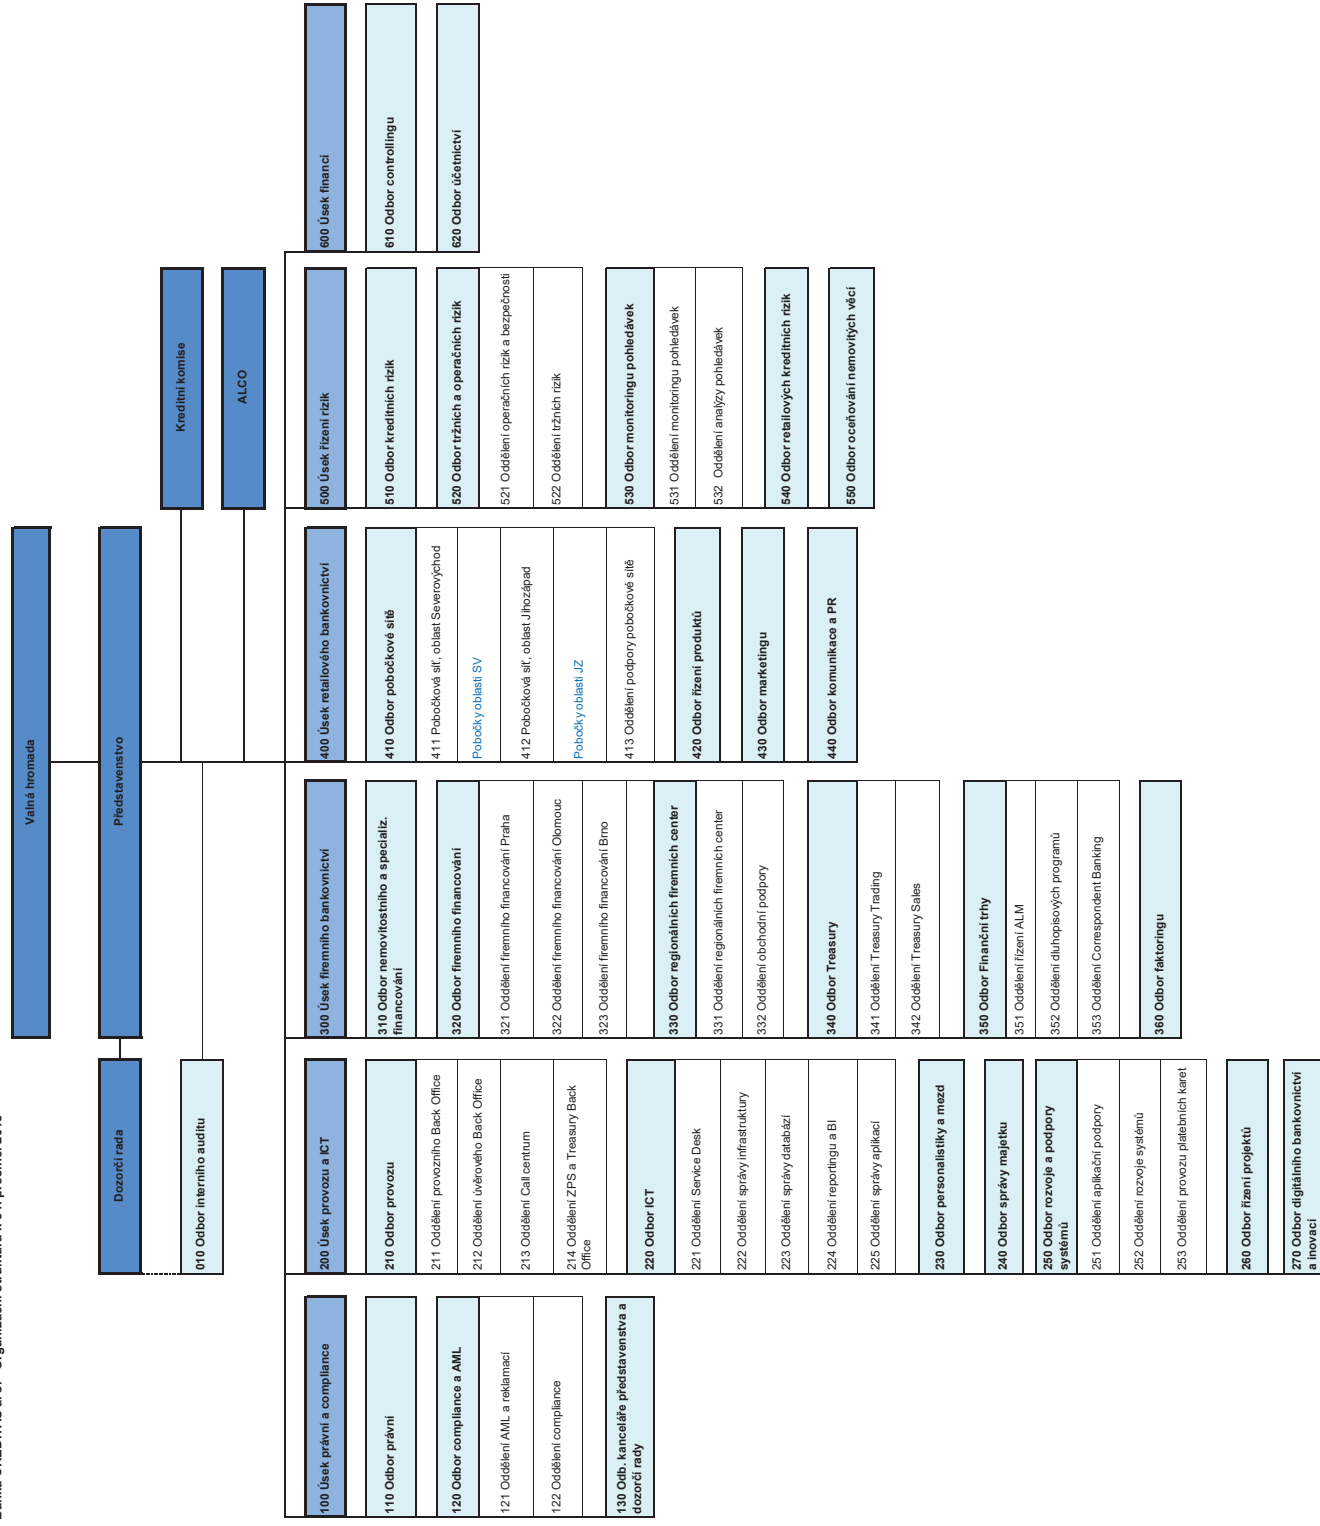 Valná hromada
Představenstvo
Dozorčí rada
Kreditní komise
ALCO
010 Odbor interního auditu
100 Úsek právní a compliance
110 Odbor právní
120 Odbor compliance a AML
121 Oddělení AML a reklamací
122 Oddělení compliance
130 Odb. kanceláře představenstva a
dozorčí rady
200 Úsek provozu a ICT
210 Odbor provozu
211 Oddělení provozního Back Office
212 Oddělení úvěrového Back Office
213 Oddělení Call centrum
214 Oddělení ZPS a Treasury Back
Office
220 Odbor ICT
221 Oddělení Service Desk
222 Oddělení správy infrastruktury
223 Oddělení správy databází
224 Oddělení reportingu a BI
225 Oddělení správy aplikací
230 Odbor personalistiky a mezd
240 Odbor správy majetku
250 Odbor rozvoje a podpory
systémů
251 Oddělení aplikační podpory
252 Oddělení rozvoje systémů
253 Oddělení provozu platebních karet
260 Odbor řízení projektů
270 Odbor digitálního bankovnictví
a inovací
300 Úsek firemního bankovnictví
310 Odbor nemovitostního a specializ.
financování
320 Odbor firemního financování
321 Oddělení firemního financování Praha
322 Oddělení firemního financování Olomouc
323 Oddělení firemního financování Brno
330 Odbor regionálních firemních center
331 Oddělení regionálních firemních center
332 Oddělení obchodní podpory
340 Odbor Treasury
341 Oddělení Treasury Trading
342 Oddělení Treasury Sales
350 Odbor Finanční trhy
351 Oddělení řízení ALM
352 Oddělení dluhopisových programů
353 Oddělení Correspondent Banking
360 Odbor faktoringu
400 Úsek retailového bankovnictví
410 Odbor pobočkové sítě
411 Pobočková síť, oblast Severovýchod
Pobočky oblasti SV
412 Pobočková síť, oblast Jihozápad
Pobočky oblasti JZ
413 Oddělení podpory pobočkové sítě
420 Odbor řízení produktů
430 Odbor marketingu
440 Odbor komunikace a PR
500 Úsek řízení rizik
510 Odbor kreditních rizik
520 Odbor tržních a operačních rizik
521 Oddělení operačních rizik a bezpečnosti
522 Oddělení tržních rizik
530 Odbor monitoringu pohledávek
531 Oddělení monitoringu pohledávek
532 Oddělení analýzy pohledávek
540 Odbor retailových kreditních rizik
550 Odbor oceňování nemovitých věcí
600 Úsek financí
610 Odbor controllingu
620 Odbor účetnictví